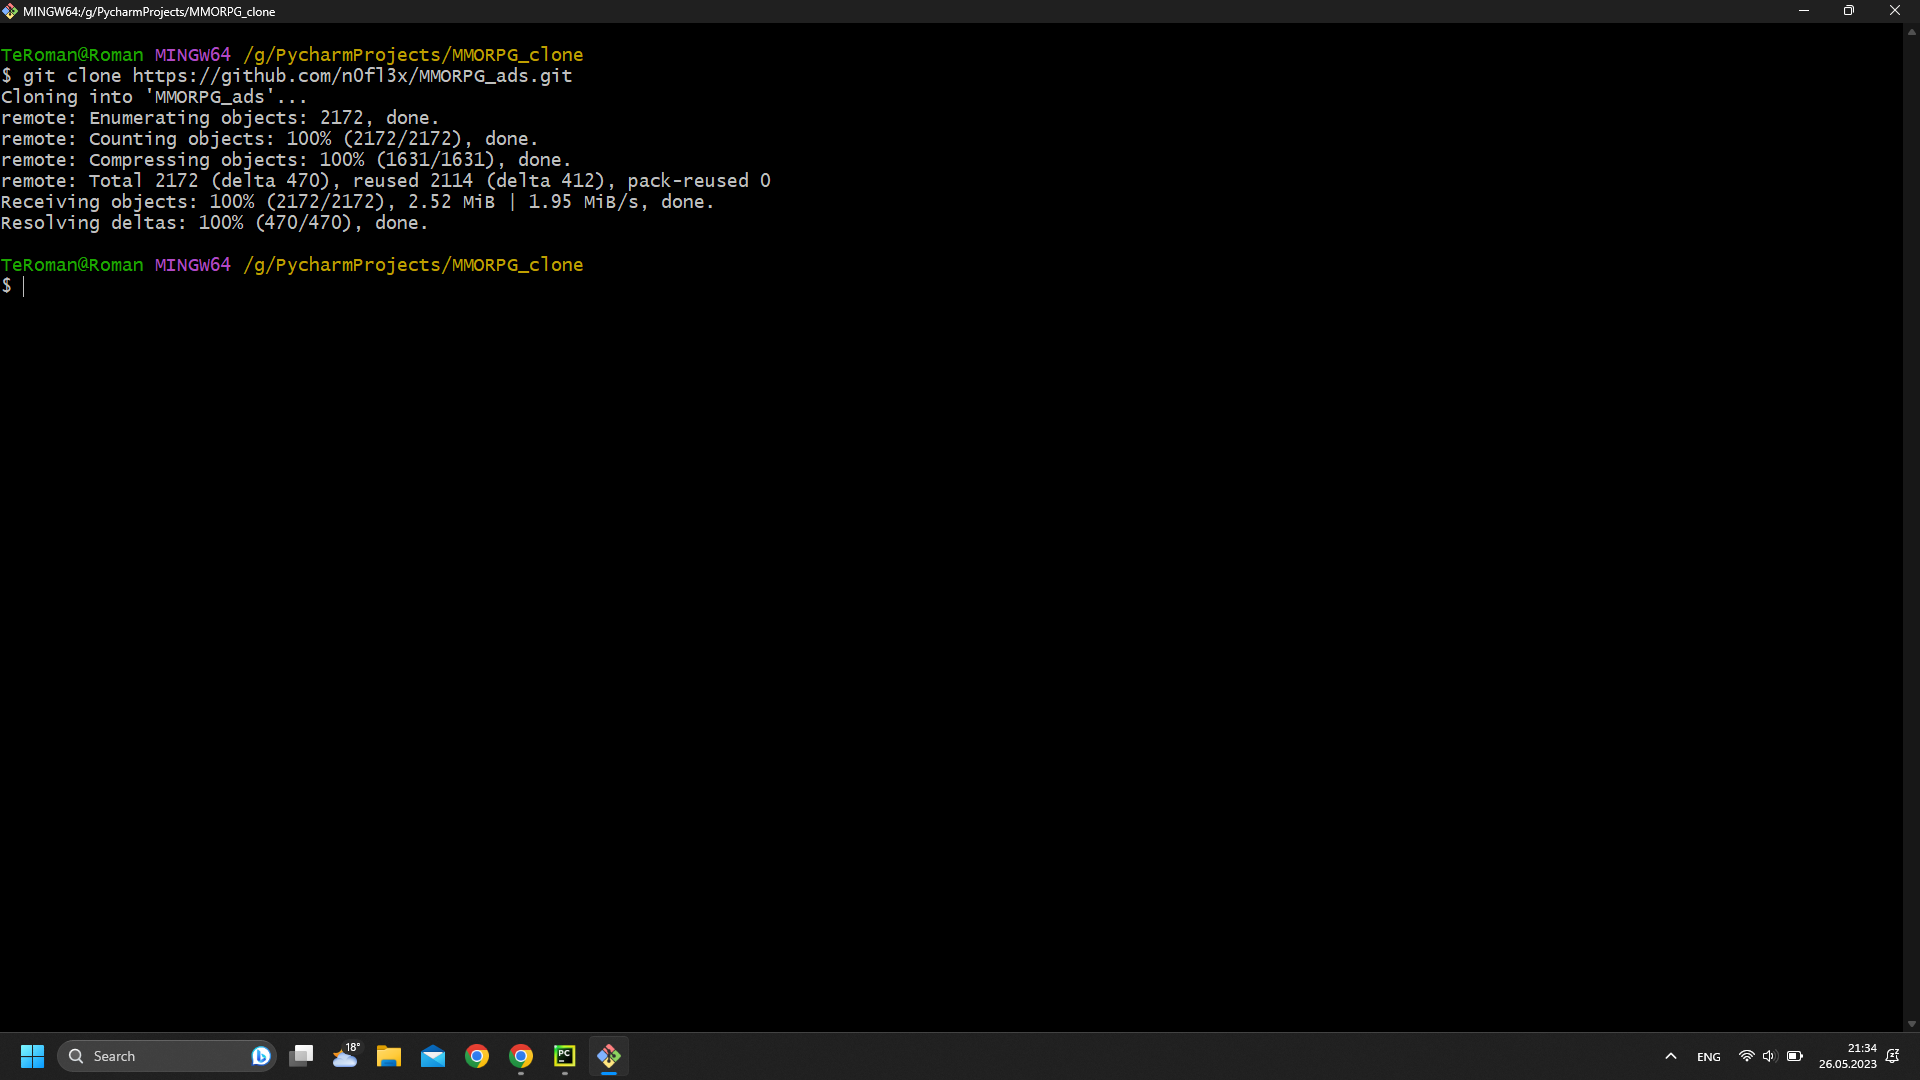 MINGW64:/g/PycharmProjects/MMORPG_clone
TeRoman@Roman MINGW64 /g/PycharmProjects/MMORPG_clone
$ git clone https://github.com/n0fl3x/MMORPG_ads.git
Cloning into 'MMORPG_ads'...
remote: Enumerating objects: 2172, done.
remote: Counting objects: 100% (2172/2172), done.
remote: Compressing objects: 100% (1631/1631), done.
remote: Total 2172 (delta 470), reused 2114 (delta 412), pack-reused 0
Receiving objects: 100% (2172/2172), 2.52 MiB | 1.95 MiB/s, done.
Resolving deltas: 100% (470/470), done.
TeRoman@Roman MINGW64 /g/PycharmProjects/MMORPG_clone
$
Search
18°
PC
ENG
21:34
26.05.2023